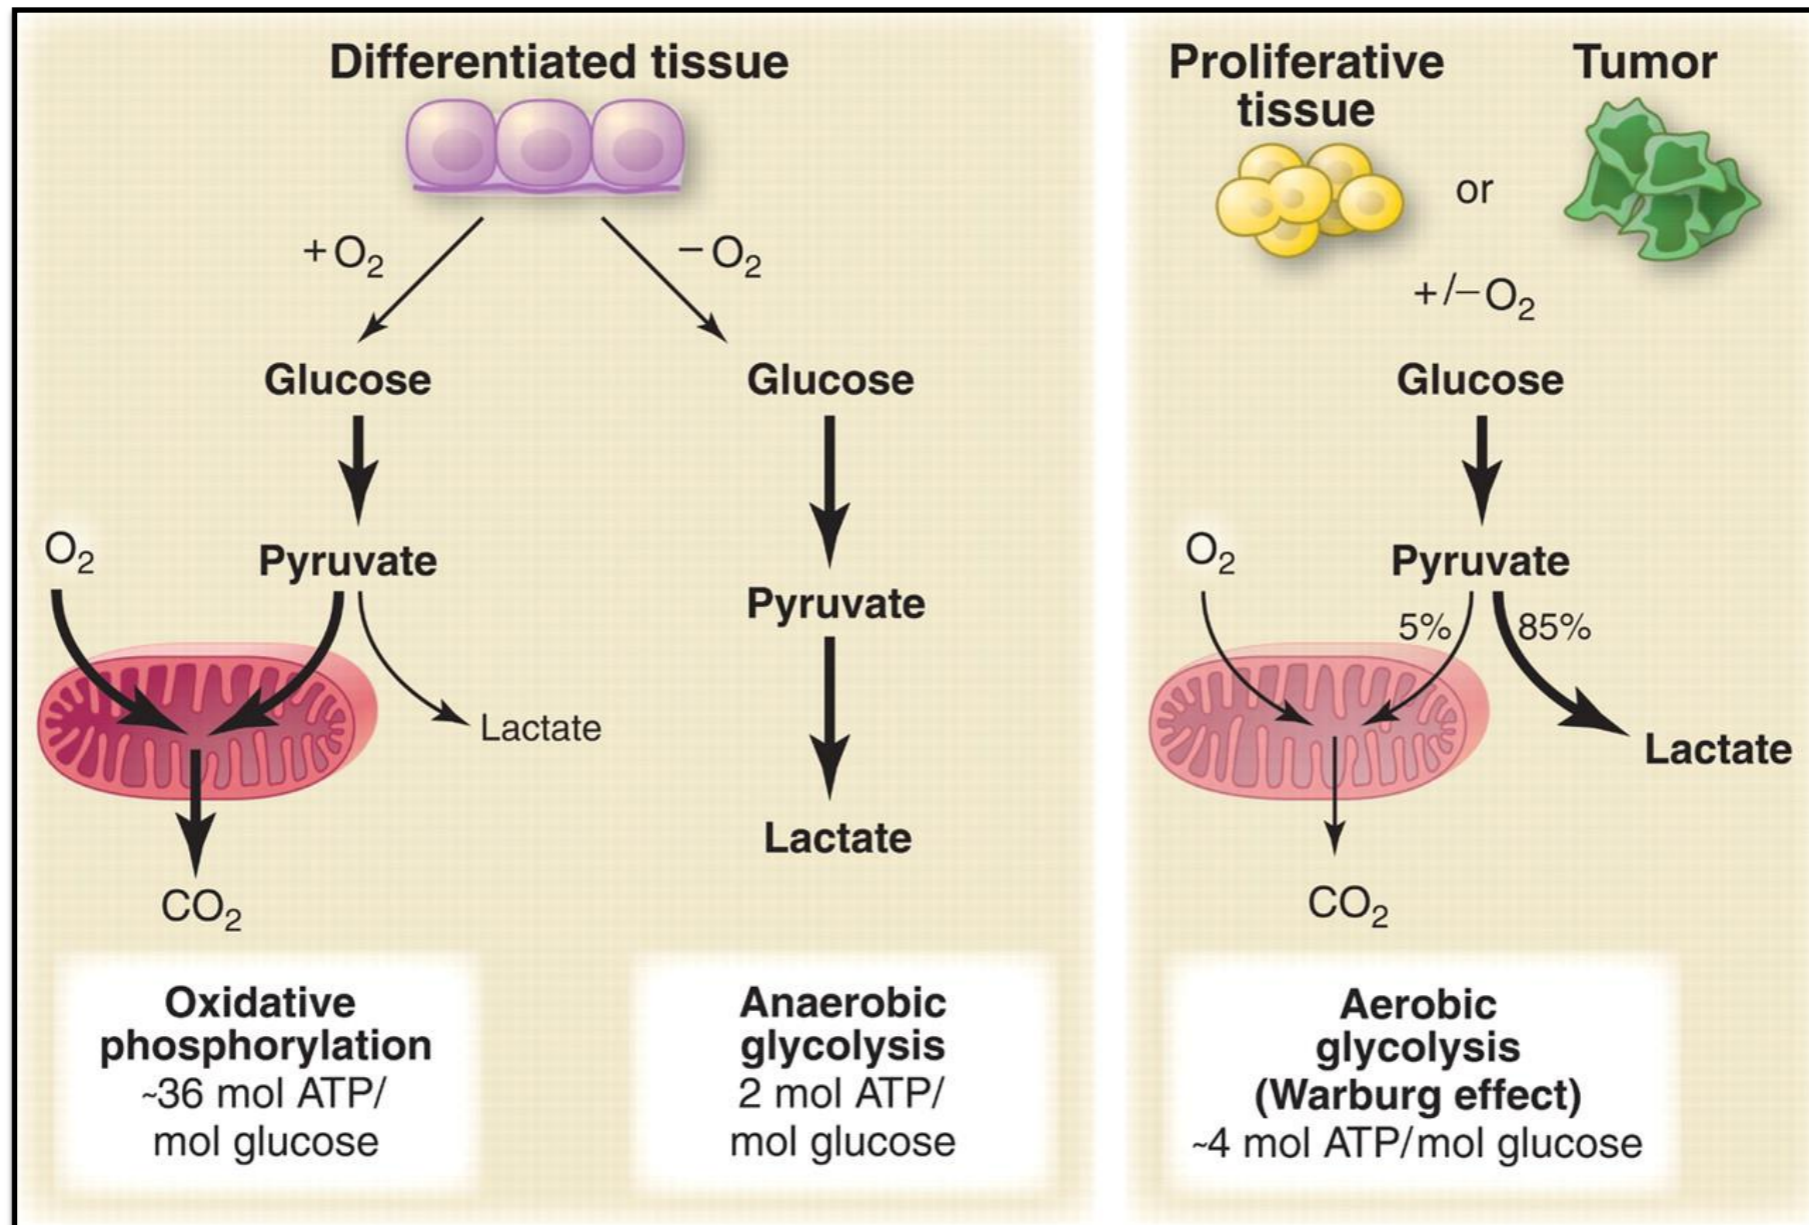 Differentiated tissue
+O₂
−O₂
Glucose
Glucose
O₂
Pyruvate
Pyruvate
Lactate
Lactate
CO₂
Oxidative
phosphorylation
~36 mol ATP/
mol glucose
Anaerobic
glycolysis
2 mol ATP/
mol glucose
Proliferative
tissue
or
Tumor
+/−O₂
Glucose
O₂
Pyruvate
5%
85%
Lactate
CO₂
Aerobic
glycolysis
(Warburg effect)
~4 mol ATP/mol glucose